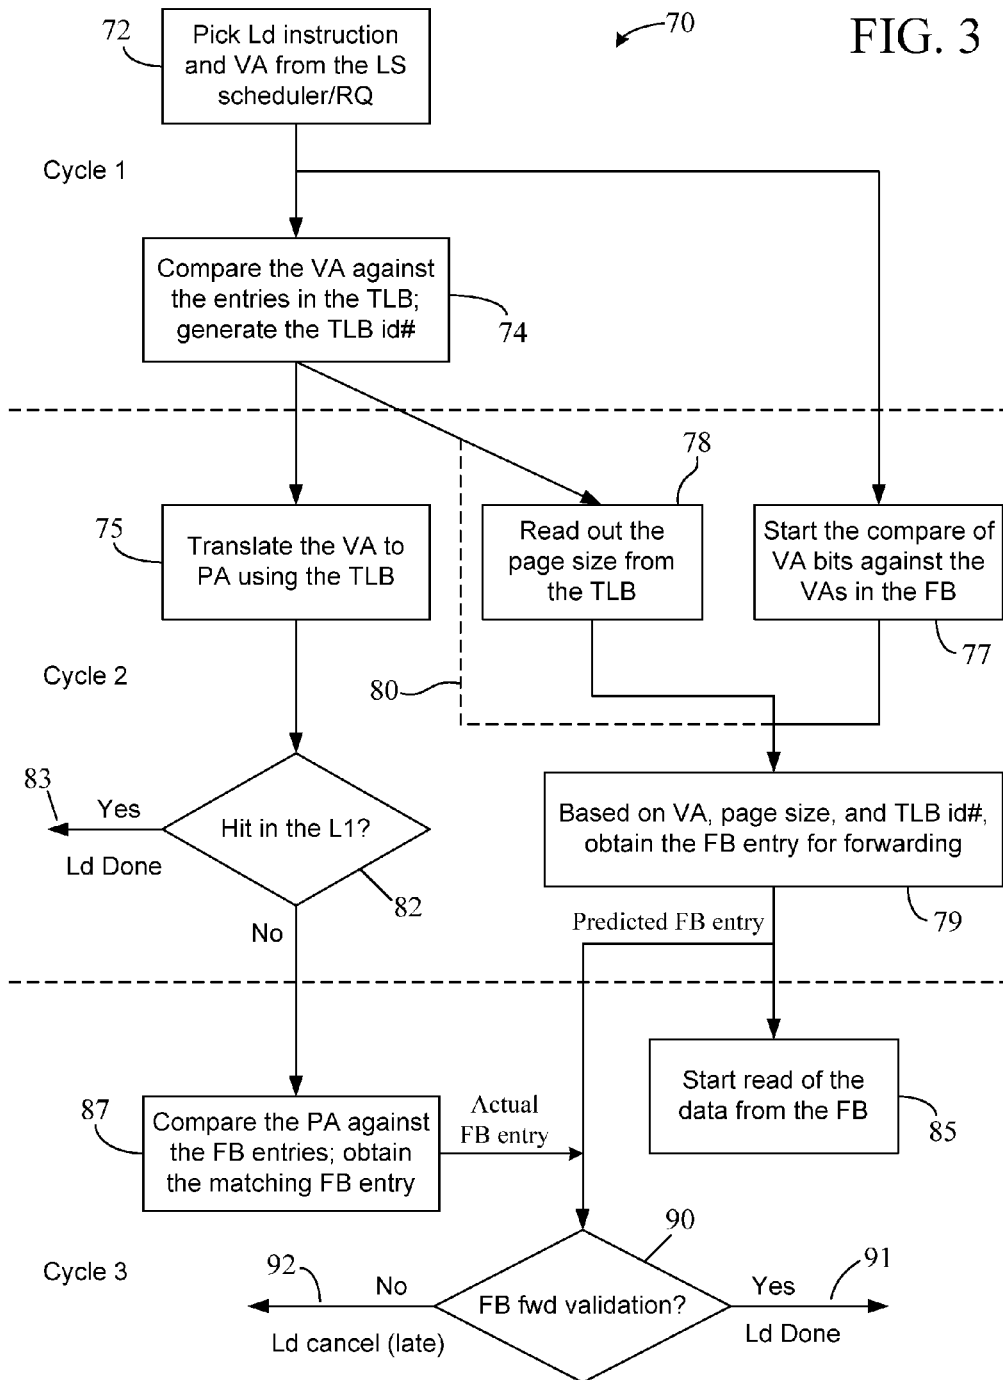 FIG. 3
70
72
Pick Ld instruction
and VA from the LS
scheduler/RQ
Cycle 1
Compare the VA against
the entries in the TLB;
generate the TLB id#
74
75
Translate the VA to
PA using the TLB
78
Read out the
page size from
the TLB
Start the compare of
VA bits against the
VAs in the FB
77
Cycle 2
80
83
Yes
Ld Done
Hit in the L1?
82
No
Based on VA, page size, and TLB id#,
obtain the FB entry for forwarding
79
Predicted FB entry
Start read of the
data from the FB
85
87
Compare the PA against
the FB entries; obtain
the matching FB entry
Actual
FB entry
Cycle 3
90
FB fwd validation?
92
No
Ld cancel (late)
91
Yes
Ld Done